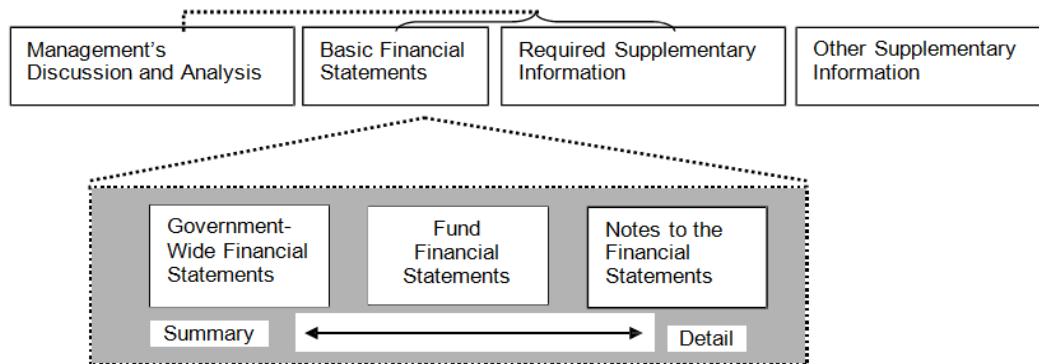 Management's
Discussion and Analysis
Basic Financial
Statements
Required Supplementary
Information
Other Supplementary
Information
Government-
Wide Financial
Statements
Fund
Financial
Statements
Notes to the
Financial
Statements
Summary
Detail